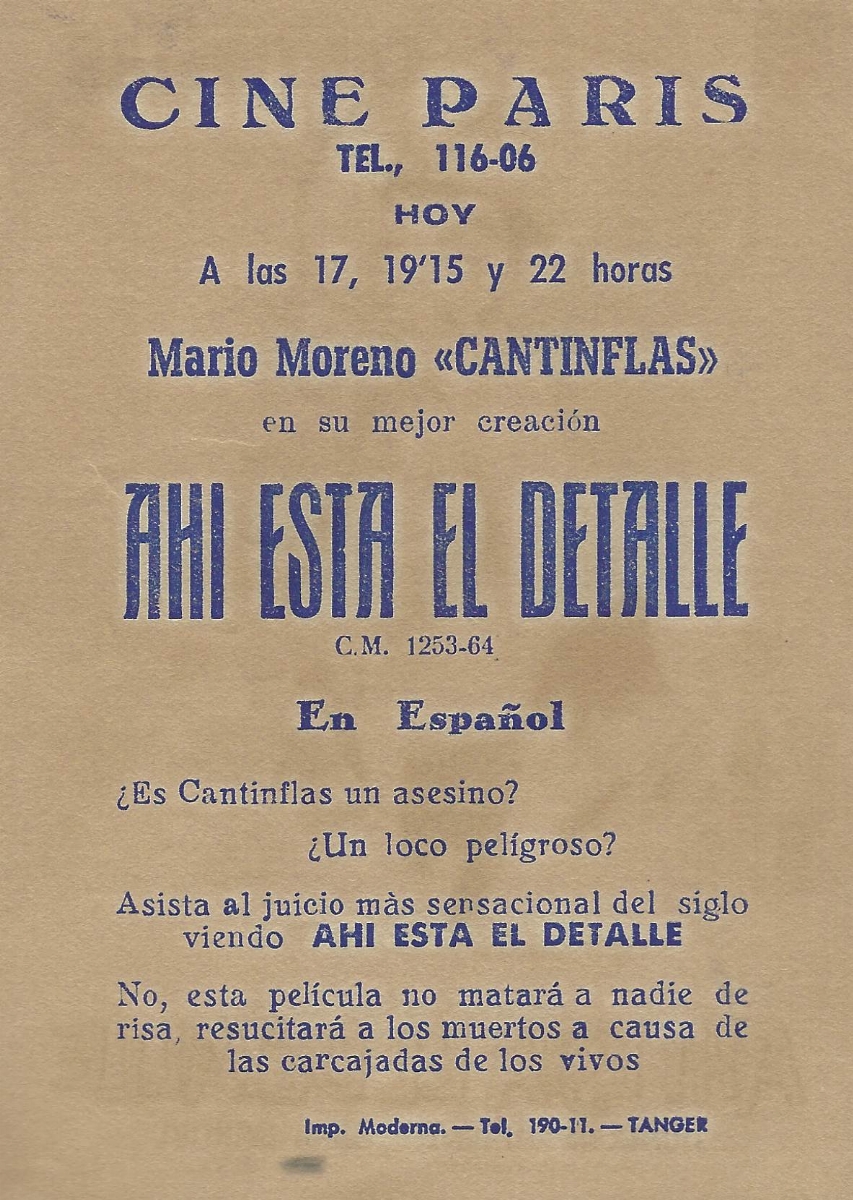 CINE PARIS
TEL., 116-06
HOY
A las 17, 19'15 y 22 horas
Mario Moreno «CANTINFLAS»
en su mejor creación
AHI ESTA EL DETALLE
C.M. 1253-64
En Español
¿Es Cantinflas un asesino?
¿Un loco pelígroso?
Asista al juicio màs sensacional del siglo
viendo AHI ESTA EL DETALLE
No, esta película no matará a nadie de
risa, resucitará a los muertos a causa de
las carcajadas de los vivos
Imp. Moderna. — Tel. 190-11. — TANGER